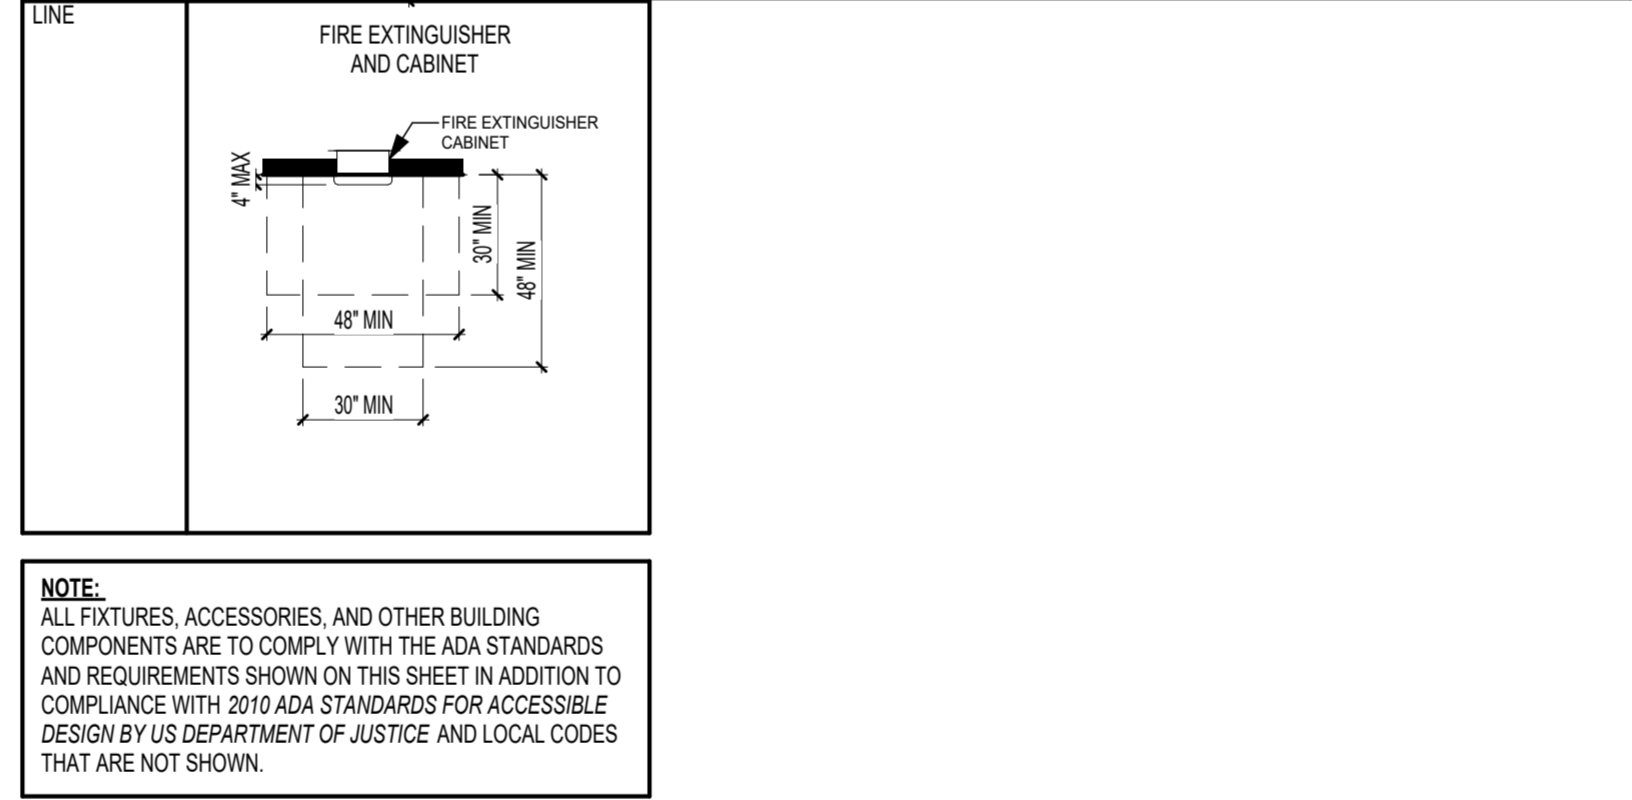 LINE
FIRE EXTINGUISHER
AND CABINET
FIRE EXTINGUISHER
CABINET
4" MAX
30" MIN
48" MIN
48" MIN
30" MIN
NOTE:
ALL FIXTURES, ACCESSORIES, AND OTHER BUILDING
COMPONENTS ARE TO COMPLY WITH THE ADA STANDARDS
AND REQUIREMENTS SHOWN ON THIS SHEET IN ADDITION TO
COMPLIANCE WITH 2010 ADA STANDARDS FOR ACCESSIBLE
DESIGN BY US DEPARTMENT OF JUSTICE AND LOCAL CODES
THAT ARE NOT SHOWN.